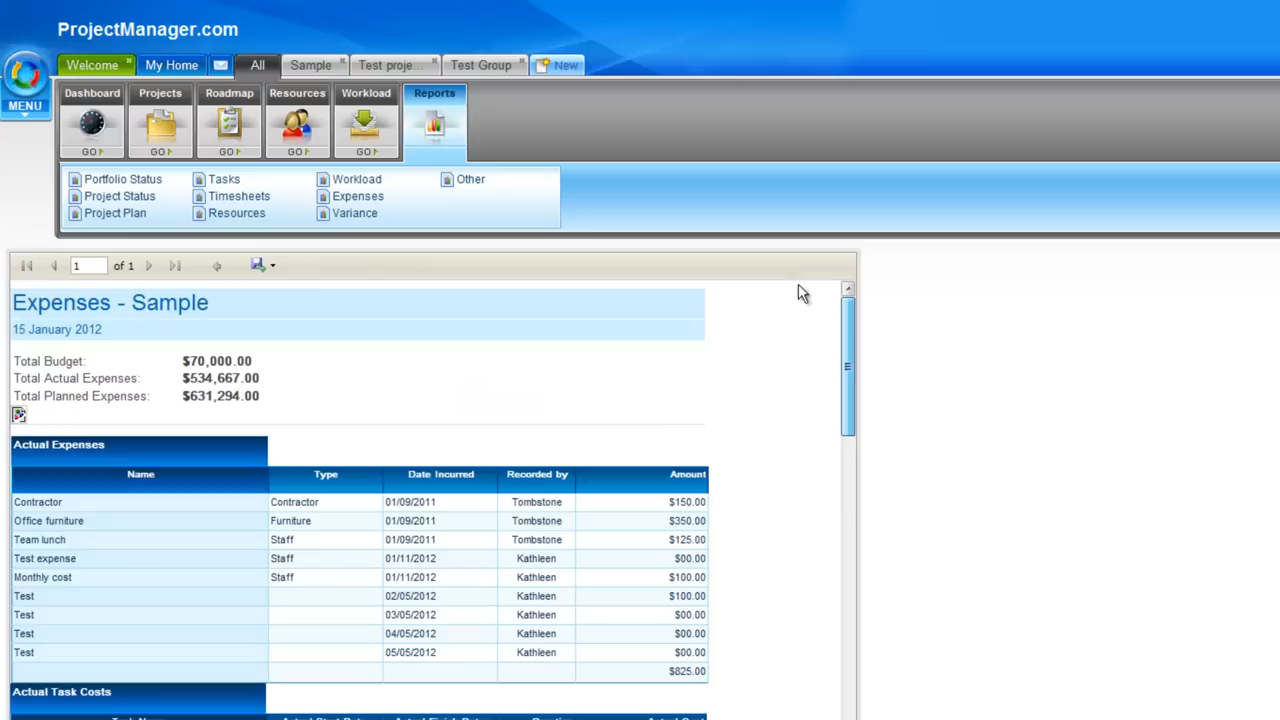 ProjectManager.com
MENU
Welcome
My Home
All
Sample
Test proje...
Test Group
New
Dashboard
Projects
Roadmap
Resources
Workload
Reports
GO
GO
GO
GO
GO
Portfolio Status
Tasks
Workload
Other
Project Status
Timesheets
Expenses
Project Plan
Resources
Variance
1 of 1
Expenses - Sample
15 January 2012
Total Budget: $70,000.00
Total Actual Expenses: $534,667.00
Total Planned Expenses: $631,294.00
Actual Expenses
Name Type Date Incurred Recorded by Amount
Contractor Contractor 01/09/2011 Tombstone $150.00
Office furniture Furniture 01/09/2011 Tombstone $350.00
Team lunch Staff 01/09/2011 Tombstone $125.00
Test expense Staff 01/11/2012 Kathleen $00.00
Monthly cost Staff 01/11/2012 Kathleen $100.00
Test 02/05/2012 Kathleen $100.00
Test 03/05/2012 Kathleen $00.00
Test 04/05/2012 Kathleen $00.00
Test 05/05/2012 Kathleen $00.00
$825.00
Actual Task Costs